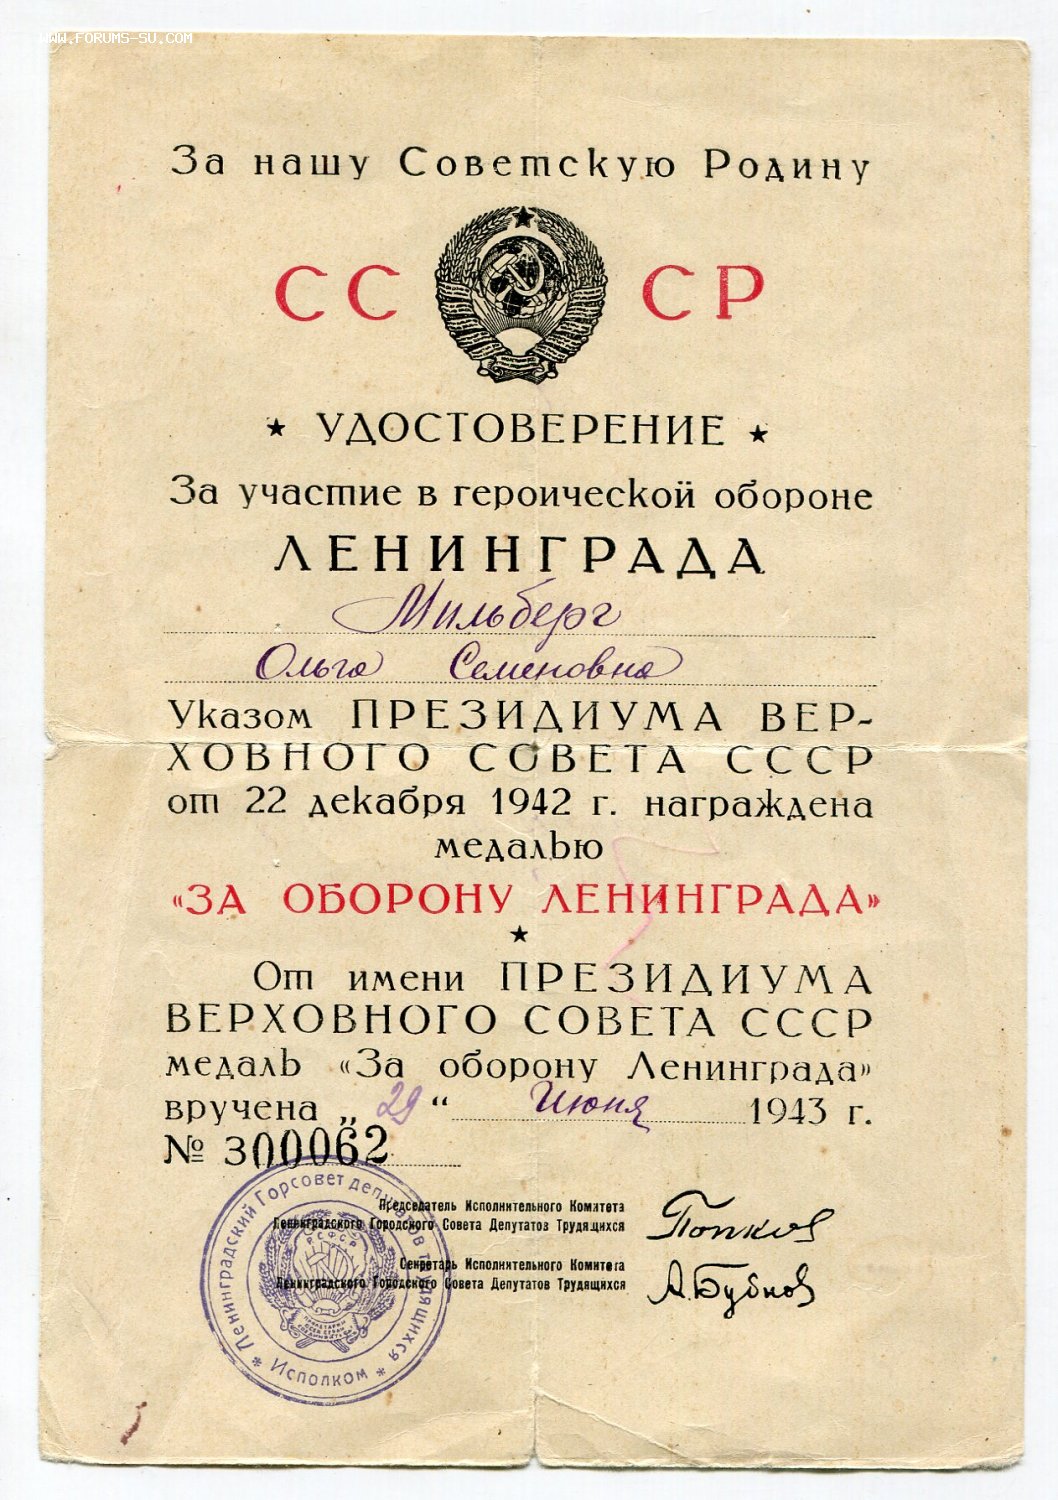 WWW.FORUMS-SU.COM
За нашу Советскую Родину
СС СР
★ УДОСТОВЕРЕНИЕ ★
За участие в героической обороне
ЛЕНИНГРАДА
Мильберг
Ольга Семеновна
Указом ПРЕЗИДИУМА ВЕР-
ХОВНОГО СОВЕТА СССР
от 22 декабря 1942 г. награждена
медалью
«ЗА ОБОРОНУ ЛЕНИНГРАДА»
★
От имени ПРЕЗИДИУМА
ВЕРХОВНОГО СОВЕТА СССР
медаль «За оборону Ленинграда»
вручена „29“ Июня 1943 г.
№ 300062
Председатель Исполнительного Комитета
Ленинградского Городского Совета Депутатов Трудящихся
Попков
Секретарь Исполнительного Комитета
Ленинградского Городского Совета Депутатов Трудящихся
А.Бубнов
Ленинградский Горсовет депутатов трудящихся
* Исполком *
РСФСР